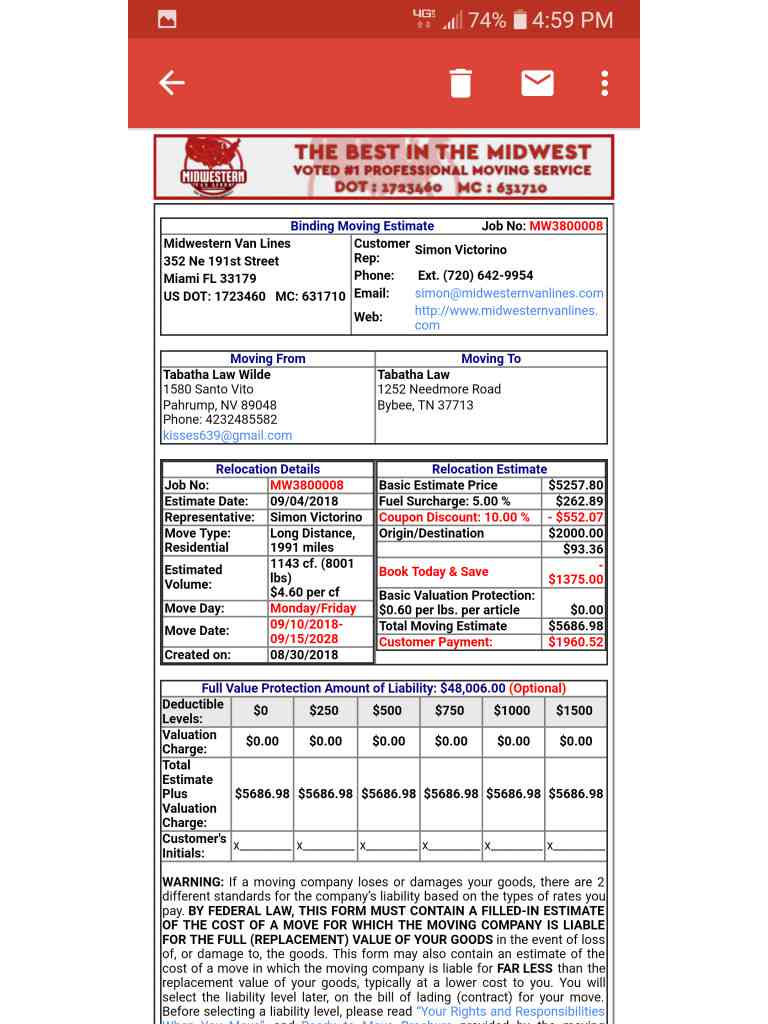 4G 74% 4:59 PM
MIDWESTERN
THE BEST IN THE MIDWEST
VOTED #1 PROFESSIONAL MOVING SERVICE
DOT : 1723460 MC : 631710
Binding Moving Estimate Job No: MW3800008
Midwestern Van Lines
352 Ne 191st Street
Miami FL 33179
US DOT: 1723460 MC: 631710
Customer Rep: Simon Victorino
Phone: Ext. (720) 642-9954
Email: simon@midwesternvanlines.com
Web: http://www.midwesternvanlines.
com
Moving From
Tabatha Law Wilde
1580 Santo Vito
Pahrump, NV 89048
Phone: 4232485582
kisses639@gmail.com
Moving To
Tabatha Law
1252 Needmore Road
Bybee, TN 37713
Relocation Details
Job No: MW3800008
Estimate Date: 09/04/2018
Representative: Simon Victorino
Move Type: Long Distance,
Residential 1991 miles
Estimated Volume: 1143 cf. (8001
lbs)
$4.60 per cf
Move Day: Monday/Friday
Move Date: 09/10/2018-
09/15/2028
Created on: 08/30/2018
Relocation Estimate
Basic Estimate Price $5257.80
Fuel Surcharge: 5.00 % $262.89
Coupon Discount: 10.00 % - $552.07
Origin/Destination $2000.00
$93.36
Book Today & Save -
$1375.00
Basic Valuation Protection:
$0.60 per lbs. per article $0.00
Total Moving Estimate $5686.98
Customer Payment: $1960.52
Full Value Protection Amount of Liability: $48,006.00 (Optional)
Deductible
Levels: $0 $250 $500 $750 $1000 $1500
Valuation
Charge: $0.00 $0.00 $0.00 $0.00 $0.00 $0.00
Total
Estimate
Plus
Valuation
Charge: $5686.98 $5686.98 $5686.98 $5686.98 $5686.98 $5686.98
Customer's
Initials: x_______ x_______ x_______ x_______ x_______ x_______
WARNING: If a moving company loses or damages your goods, there are 2
different standards for the company's liability based on the types of rates you
pay. BY FEDERAL LAW, THIS FORM MUST CONTAIN A FILLED-IN ESTIMATE
OF THE COST OF A MOVE FOR WHICH THE MOVING COMPANY IS LIABLE
FOR THE FULL (REPLACEMENT) VALUE OF YOUR GOODS in the event of loss
of, or damage to, the goods. This form may also contain an estimate of the
cost of a move in which the moving company is liable for FAR LESS than the
replacement value of your goods, typically at a lower cost to you. You will
select the liability level later, on the bill of lading (contract) for your move.
Before selecting a liability level, please read "Your Rights and Responsibilities
When You Move" and Ready to Move Brochure provided by the moving